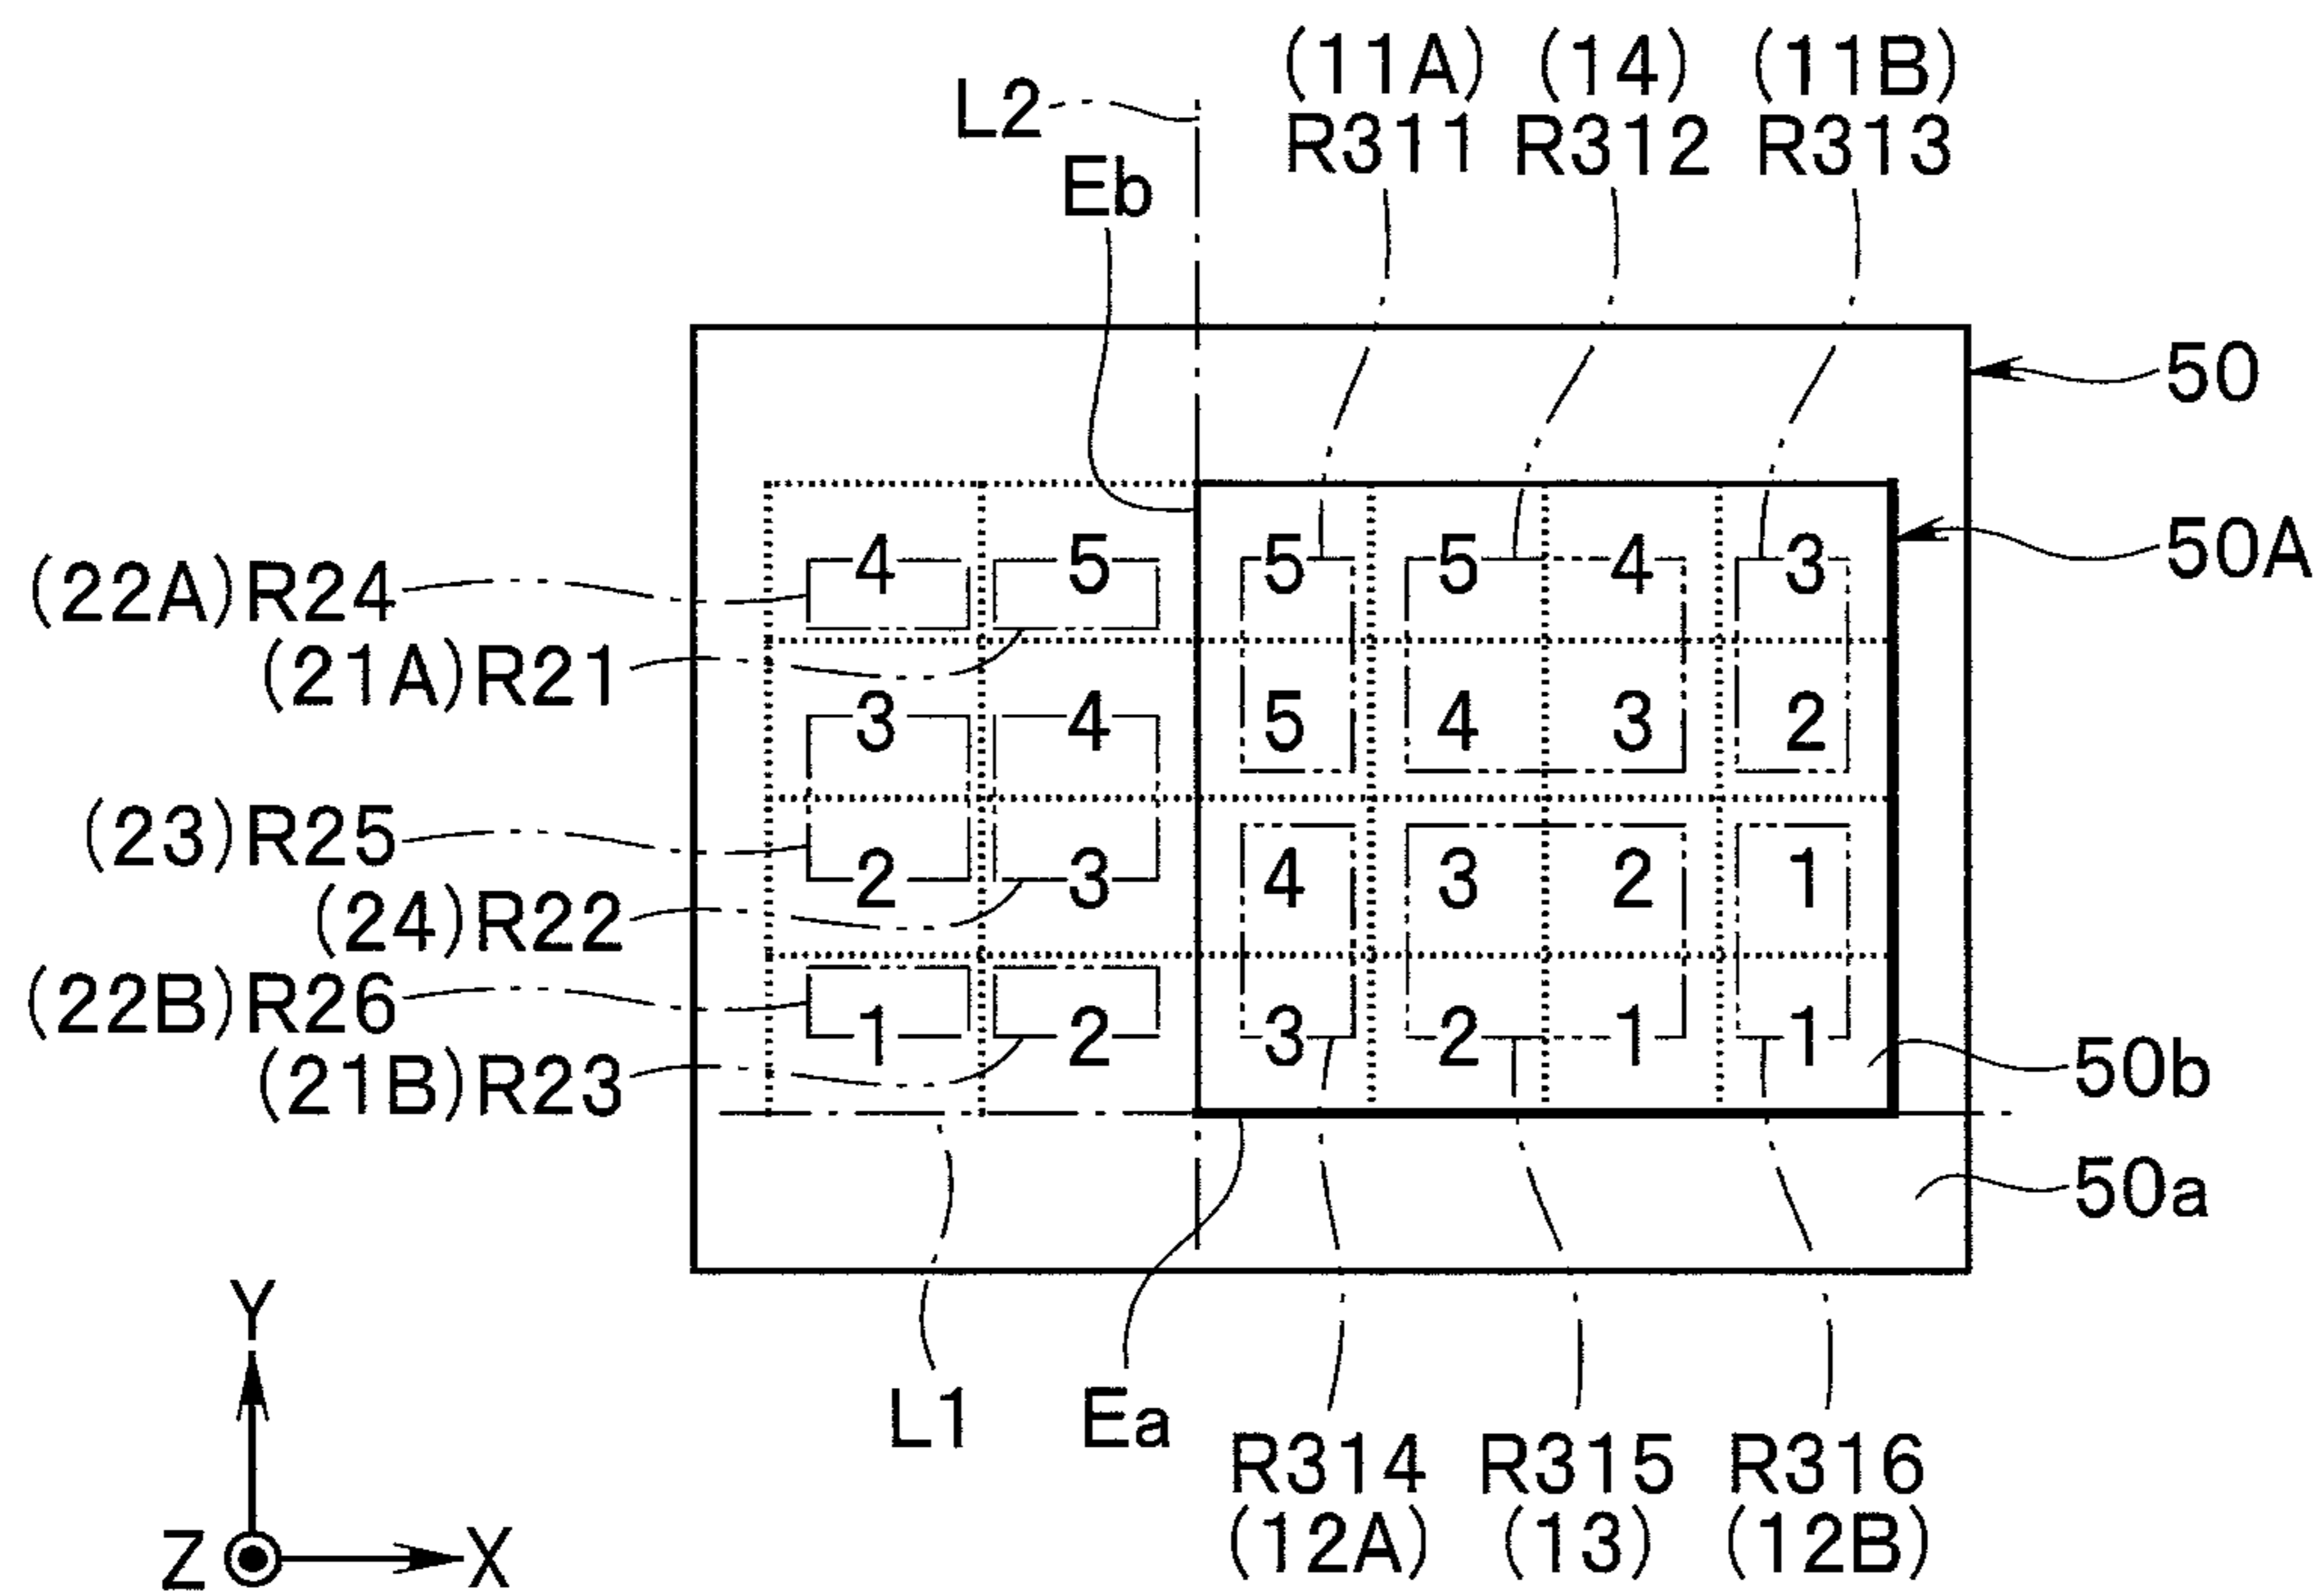 (11A) (14) (11B)
L2 R311 R312 R313
Eb
50
50A
4 5 5 5 4 3
(22A)R24
(21A)R21
3 4 5 4 3 2
(23)R25
2 3 4 3 2 1
(24)R22
(22B)R26
1 2 3 2 1 1
(21B)R23
50b
50a
Y
L1 Ea
R314 R315 R316
(12A) (13) (12B)
Z X